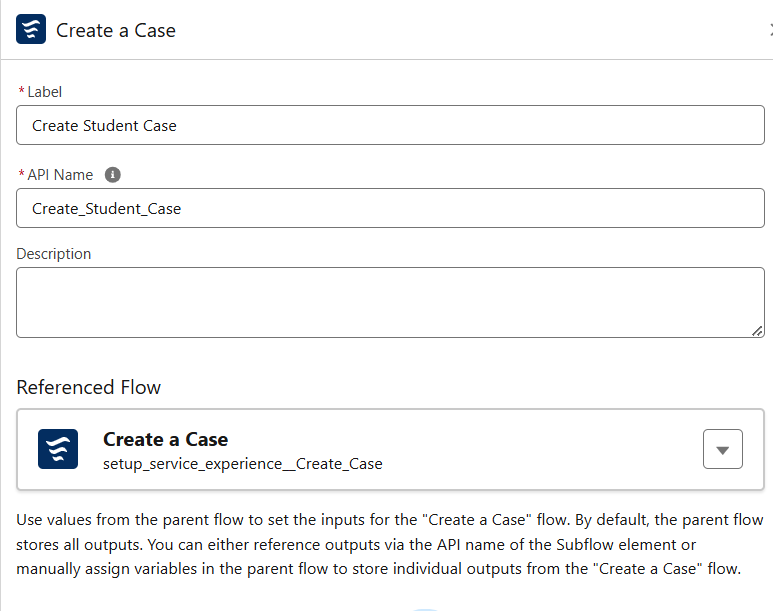 Create a Case
* Label
Create Student Case
* API Name
Create_Student_Case
Description
Referenced Flow
Create a Case
setup_service_experience__Create_Case
Use values from the parent flow to set the inputs for the "Create a Case" flow. By default, the parent flow
stores all outputs. You can either reference outputs via the API name of the Subflow element or
manually assign variables in the parent flow to store individual outputs from the "Create a Case" flow.